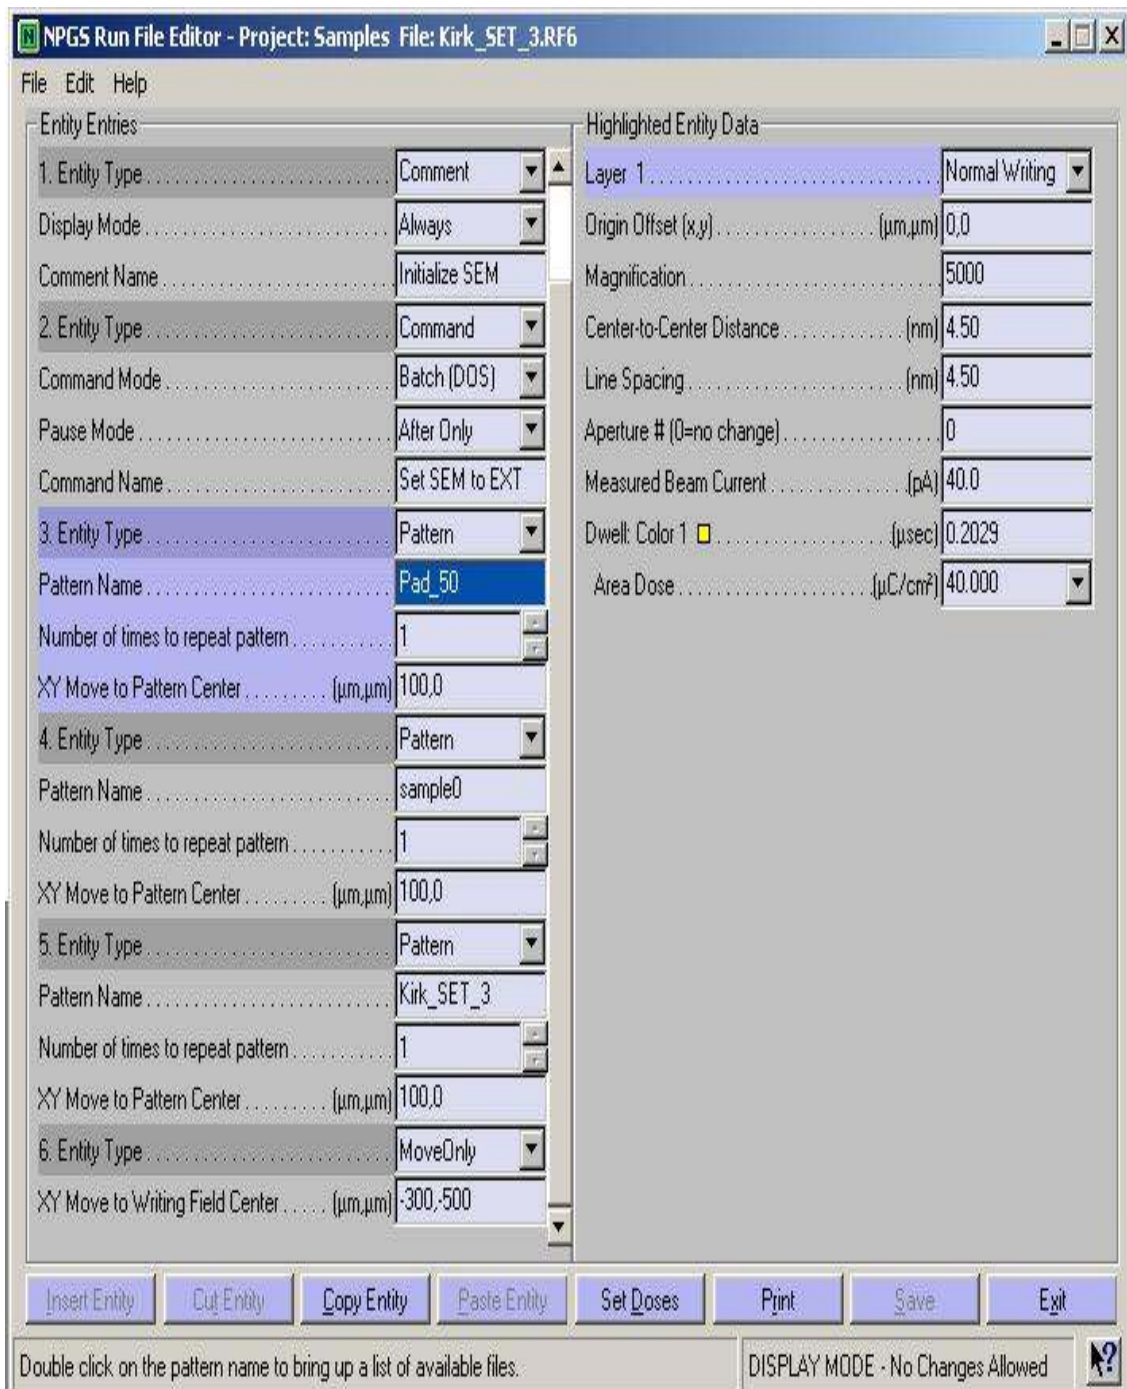 NPGS Run File Editor - Project: Samples File: Kirk_SET_3.RF6
File Edit Help
Entity Entries
1. Entity Type Comment
Display Mode Always
Comment Name Initialize SEM
2. Entity Type Command
Command Mode Batch (DOS)
Pause Mode After Only
Command Name Set SEM to EXT
3. Entity Type Pattern
Pattern Name Pad_50
Number of times to repeat pattern 1
XY Move to Pattern Center (µm,µm) 100,0
4. Entity Type Pattern
Pattern Name sample0
Number of times to repeat pattern 1
XY Move to Pattern Center (µm,µm) 100,0
5. Entity Type Pattern
Pattern Name Kirk_SET_3
Number of times to repeat pattern 1
XY Move to Pattern Center (µm,µm) 100,0
6. Entity Type MoveOnly
XY Move to Writing Field Center (µm,µm) -300,-500
Highlighted Entity Data
Layer 1 Normal Writing
Origin Offset (x,y) (µm,µm) 0,0
Magnification 5000
Center-to-Center Distance (nm) 4.50
Line Spacing (nm) 4.50
Aperture # (0=no change) 0
Measured Beam Current (pA) 40.0
Dwell: Color 1 (µsec) 0.2029
Area Dose (µC/cm²) 40.000
Insert Entity Cut Entity Copy Entity Paste Entity Set Doses Print Save Exit
Double click on the pattern name to bring up a list of available files. DISPLAY MODE - No Changes Allowed ?